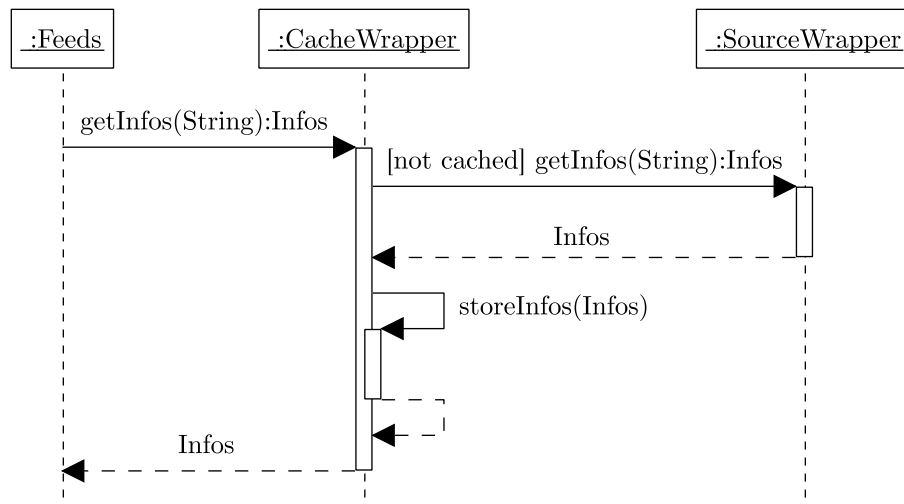 :Feeds
:CacheWrapper
:SourceWrapper
getInfos(String):Infos
[not cached] getInfos(String):Infos
Infos
storeInfos(Infos)
Infos